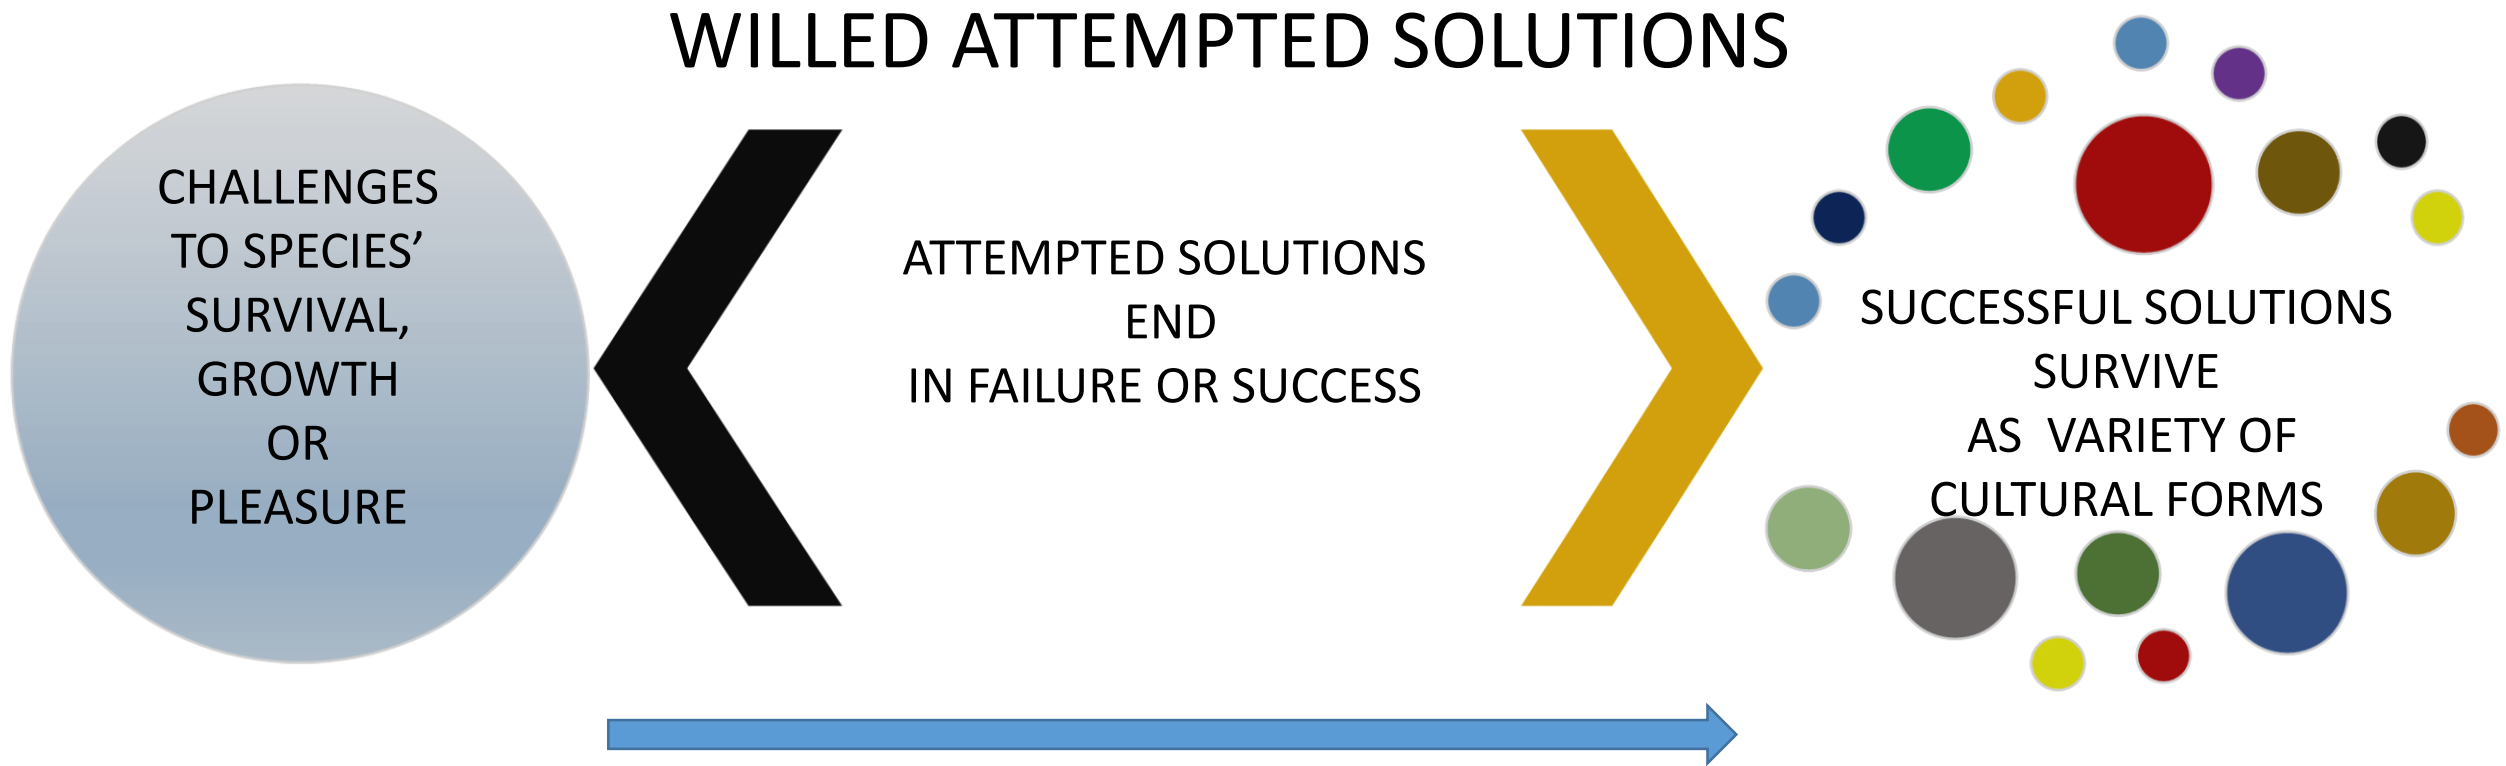 WILLED ATTEMPTED SOLUTIONS
CHALLENGES
TO SPECIES’
SURVIVAL,
GROWTH
OR
PLEASURE
ATTEMPTED SOLUTIONS
END
IN FAILURE OR SUCCESS
SUCCESSFUL SOLUTIONS
SURVIVE
AS VARIETY OF
CULTURAL FORMS